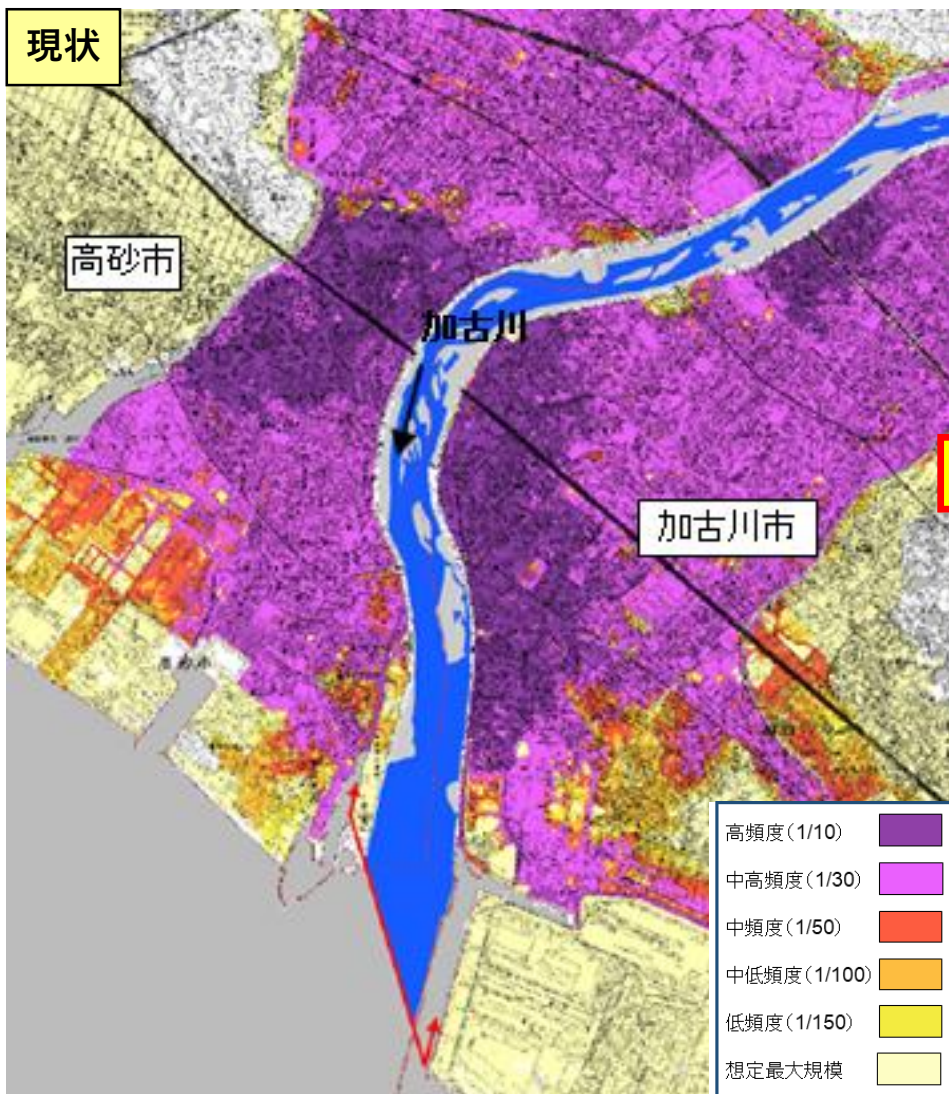 現状
高砂市
加古川
加古川市
高頻度(1/10)
中高頻度(1/30)
中頻度(1/50)
中低頻度(1/100)
低頻度(1/150)
想定最大規模